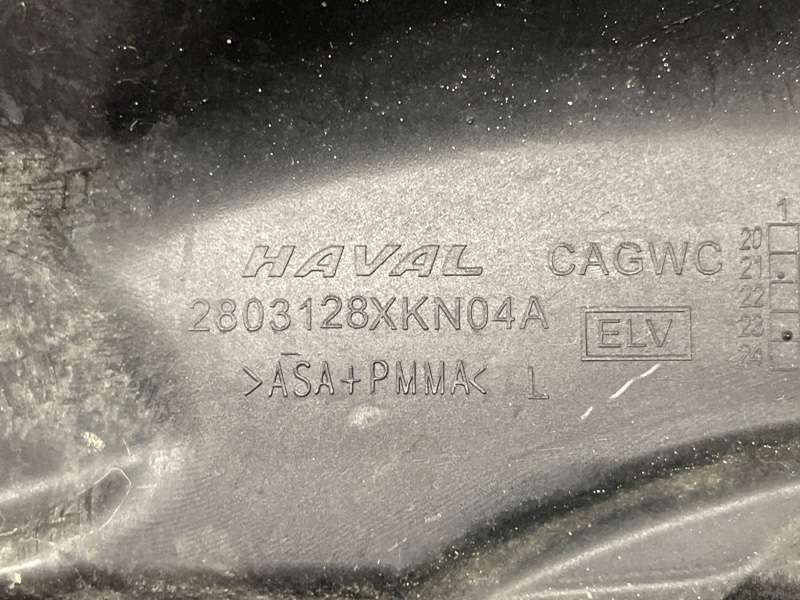 HAVAL CAGWC
2803128XKN04A ELV
>ASA+PMMA< L
1
20
21
22
23
24